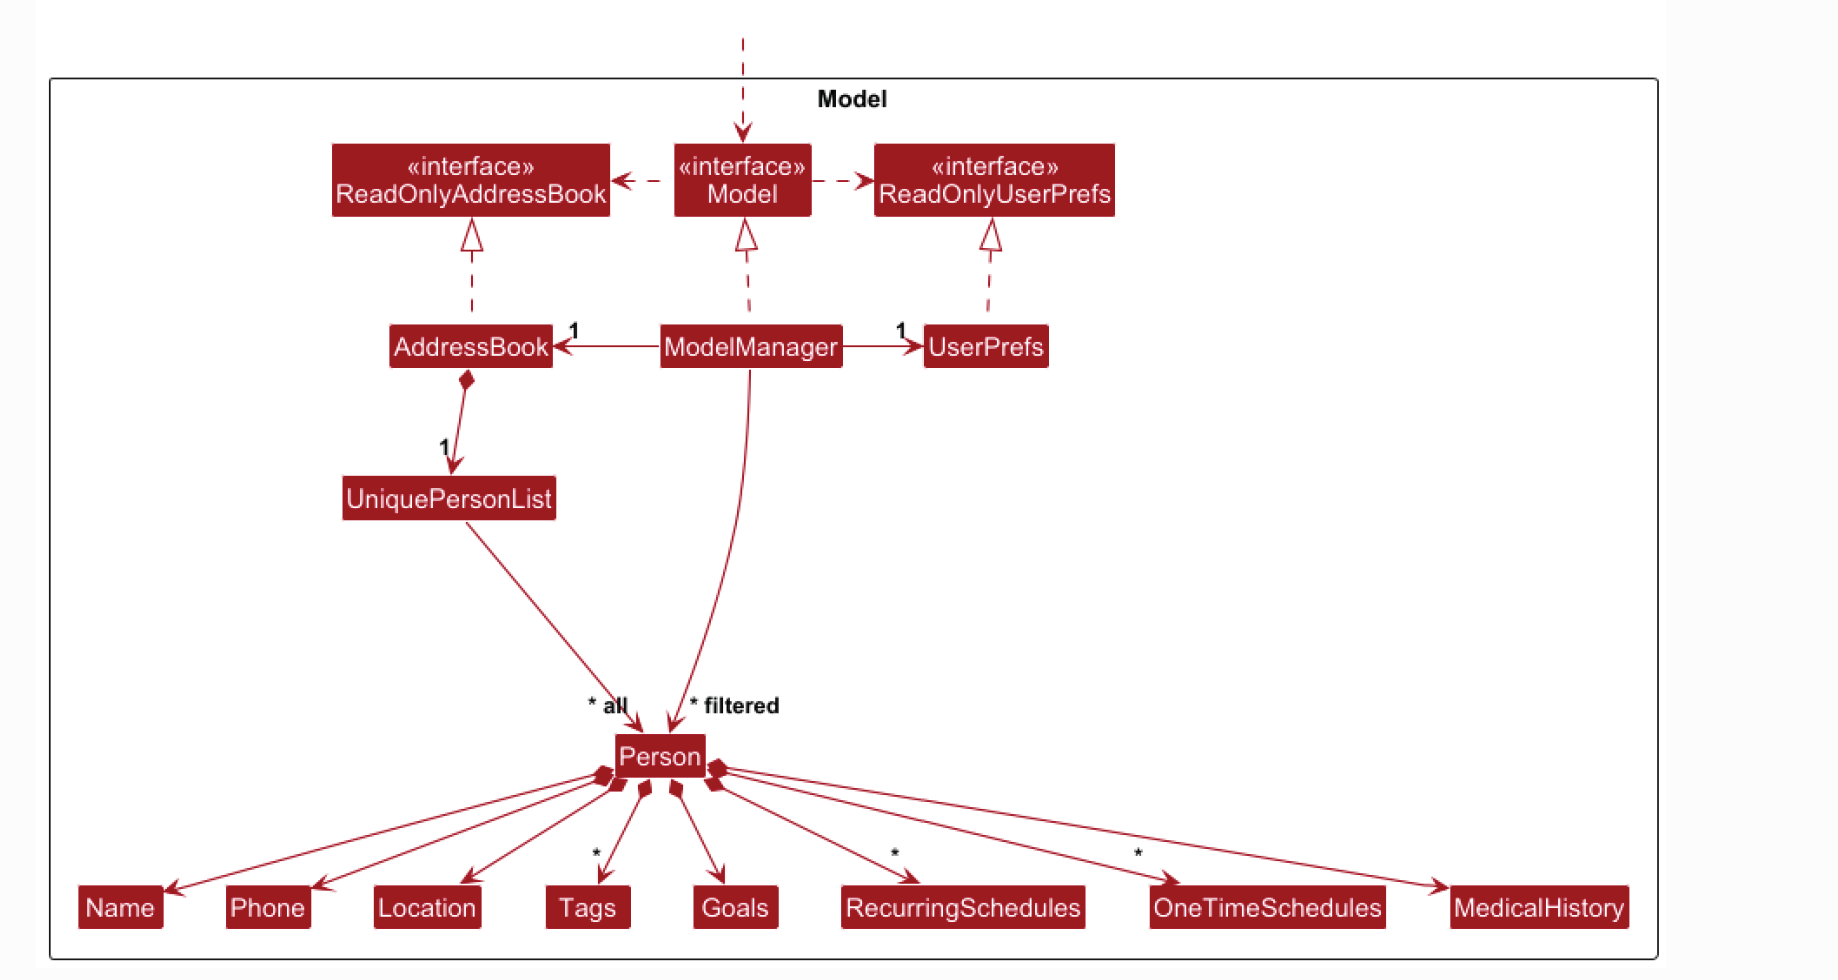 Model
«interface»
ReadOnlyAddressBook
«interface»
Model
«interface»
ReadOnlyUserPrefs
AddressBook
1
ModelManager
1
UserPrefs
1
UniquePersonList
* all
* filtered
Person
*
*
*
Name
Phone
Location
Tags
Goals
RecurringSchedules
OneTimeSchedules
MedicalHistory